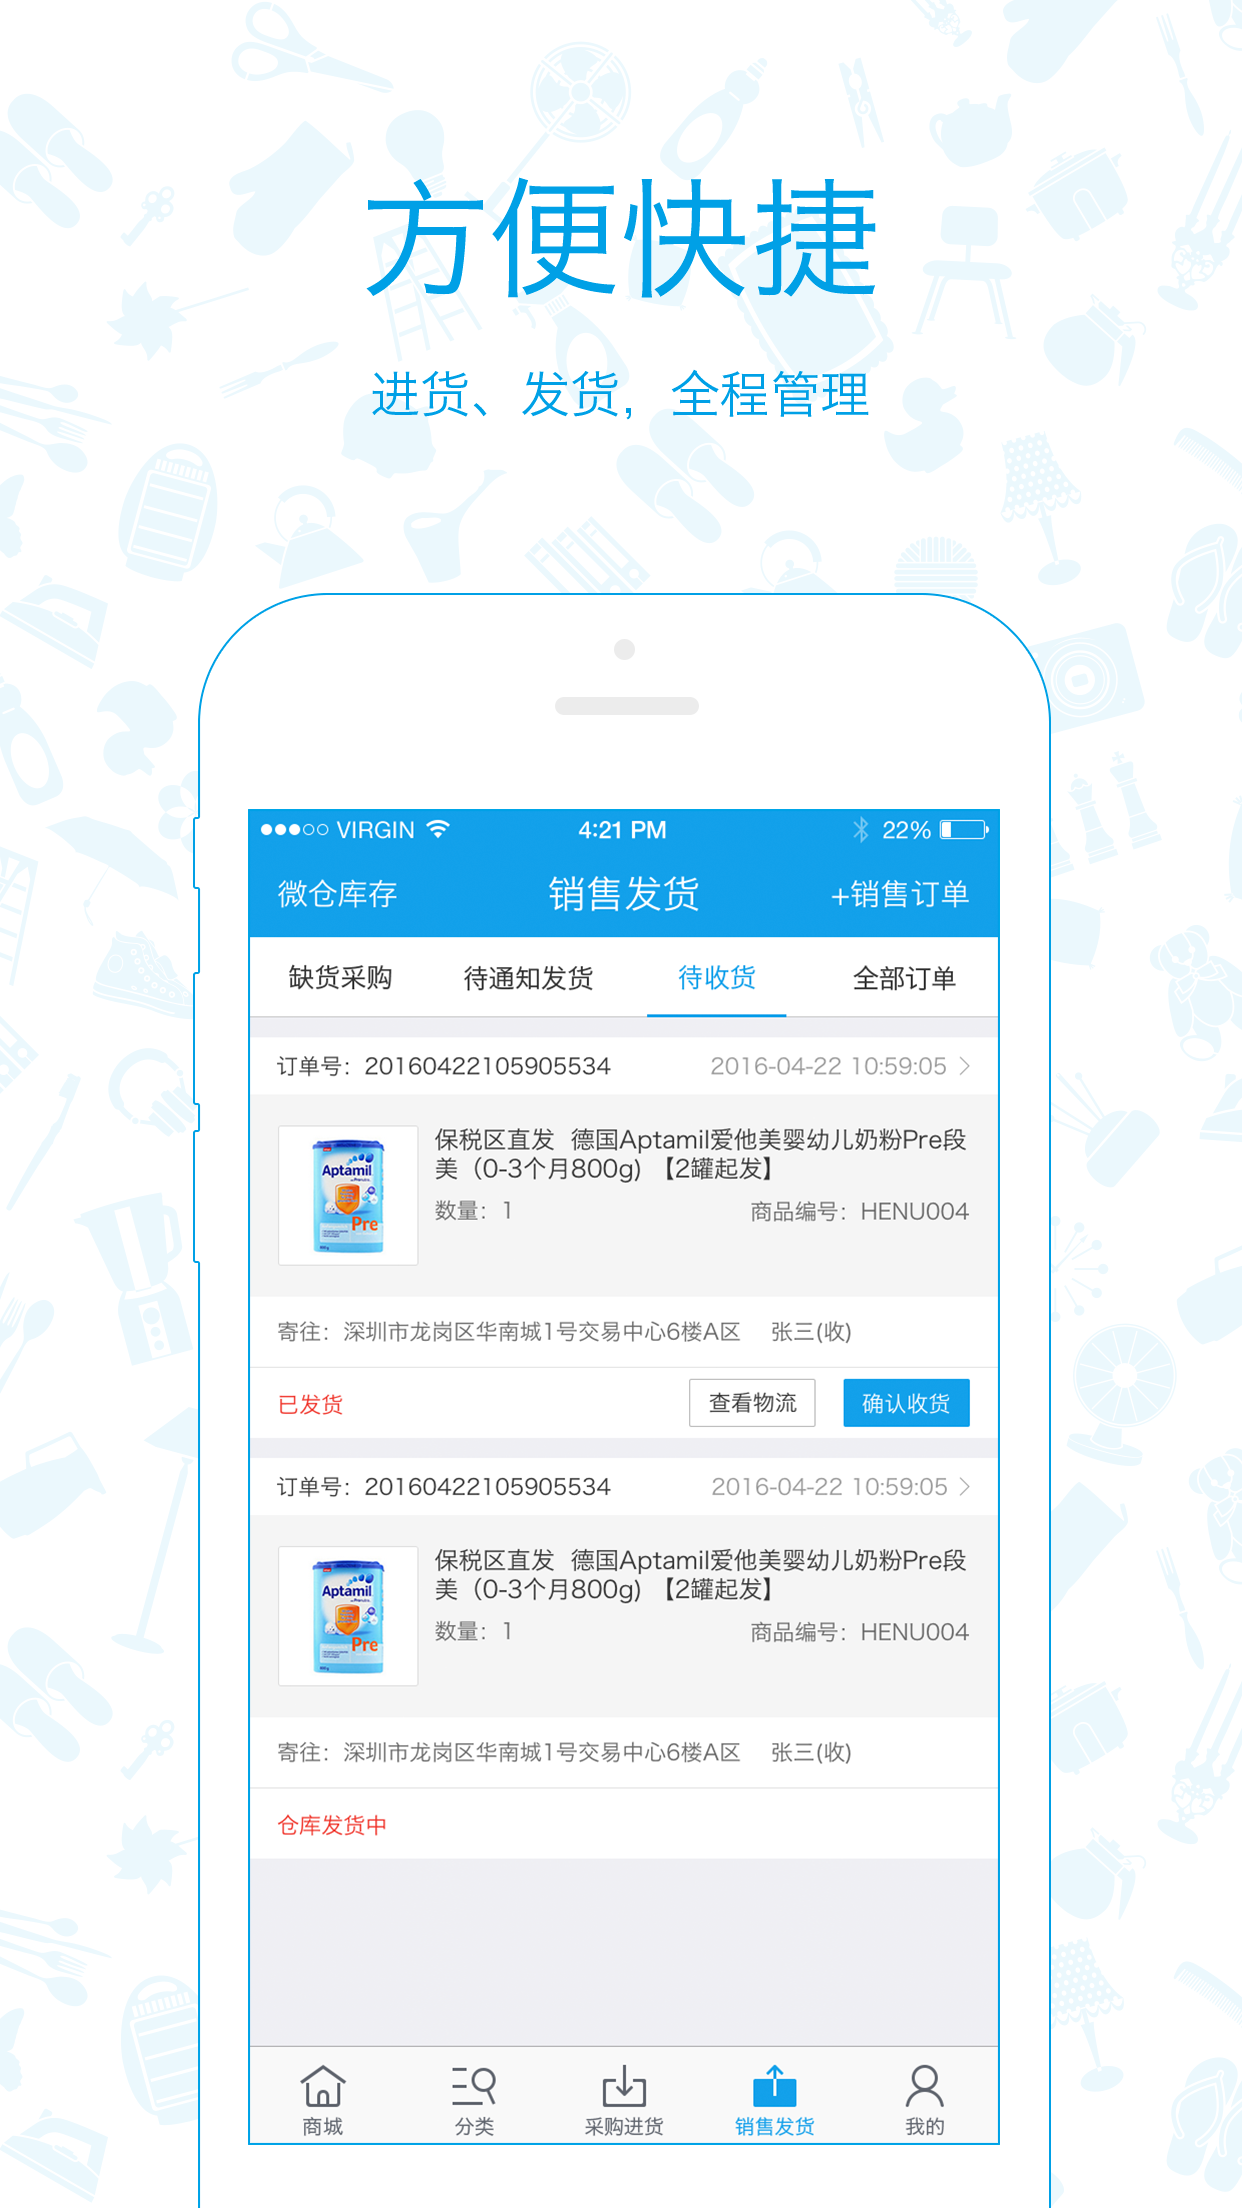 方便快捷
进货、发货，全程管理
VIRGIN 4:21 PM 22%
微仓库存 销售发货 +销售订单
缺货采购 待通知发货 待收货 全部订单
订单号：20160422105905534 2016-04-22 10:59:05
保税区直发 德国Aptamil爱他美婴幼儿奶粉Pre段
美（0-3个月800g）【2罐起发】
数量：1 商品编号：HENU004
Aptamil
Pre
寄往：深圳市龙岗区华南城1号交易中心6楼A区 张三(收)
已发货 查看物流 确认收货
订单号：20160422105905534 2016-04-22 10:59:05
保税区直发 德国Aptamil爱他美婴幼儿奶粉Pre段
美（0-3个月800g）【2罐起发】
数量：1 商品编号：HENU004
Aptamil
Pre
寄往：深圳市龙岗区华南城1号交易中心6楼A区 张三(收)
仓库发货中
商城 分类 采购进货 销售发货 我的